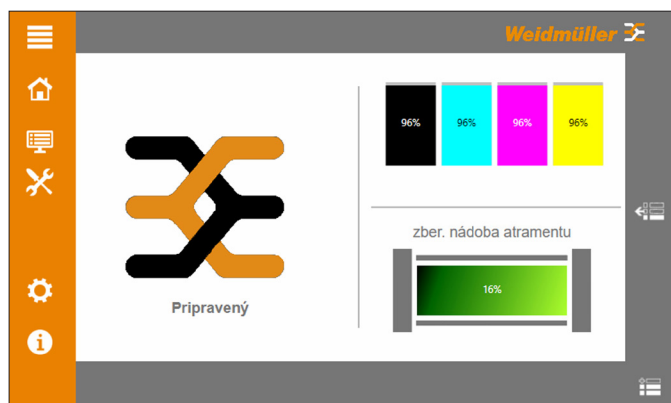 Weidmüller
96% 96% 96% 96%
zber. nádoba atramentu
16%
Pripravený